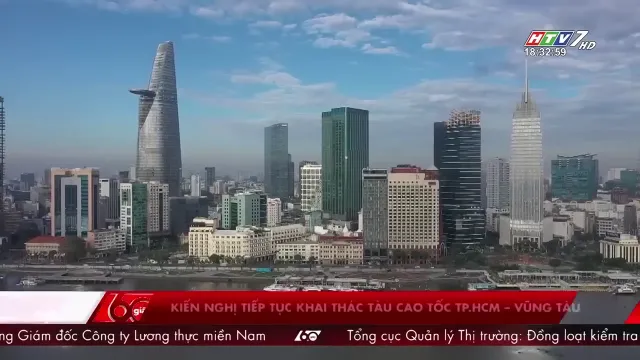 HTV7 HD
18:32:59
60 giây
KIẾN NGHỊ TIẾP TỤC KHAI THÁC TÀU CAO TỐC TP.HCM – VŨNG TÀU
ng Giám đốc Công ty Lương thực miền Nam 60 Tổng cục Quản lý Thị trường: Đồng loạt kiểm tra